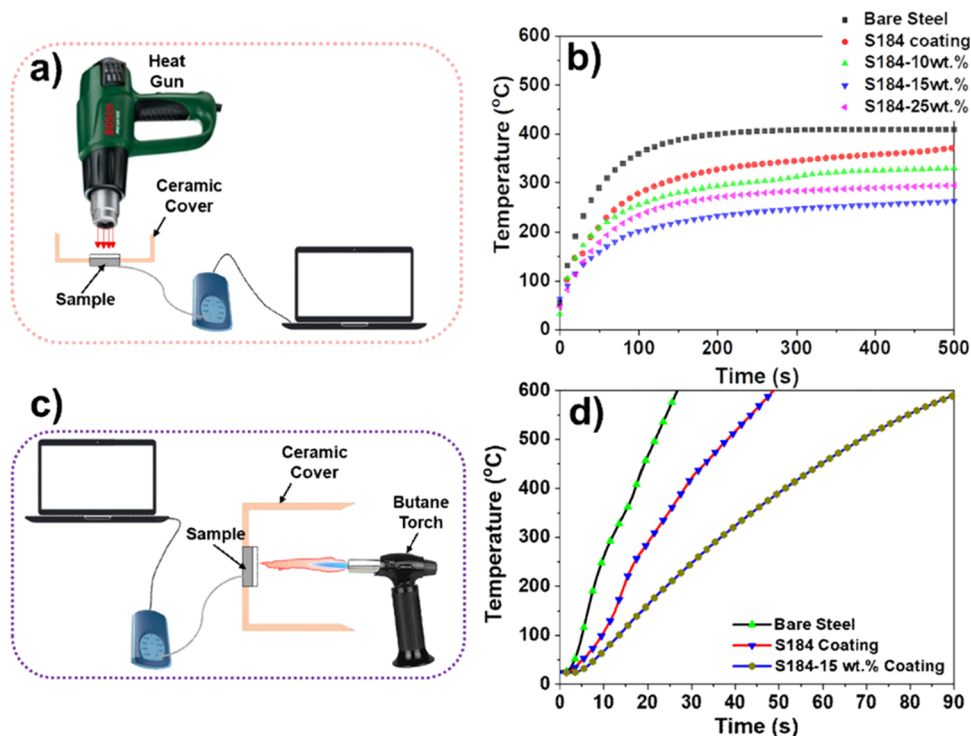 a)
Heat
Gun
BOSCH
Ceramic
Cover
Sample
b)
Bare Steel
S184 coating
S184-10wt.%
S184-15wt.%
S184-25wt.%
Temperature (°C)
600
500
400
300
200
100
0
0 100 200 300 400 500
Time (s)
c)
Ceramic
Cover
Butane
Torch
Sample
d)
Temperature (°C)
600
500
400
300
200
100
0
Bare Steel
S184 Coating
S184-15 wt.% Coating
0 10 20 30 40 50 60 70 80 90
Time (s)